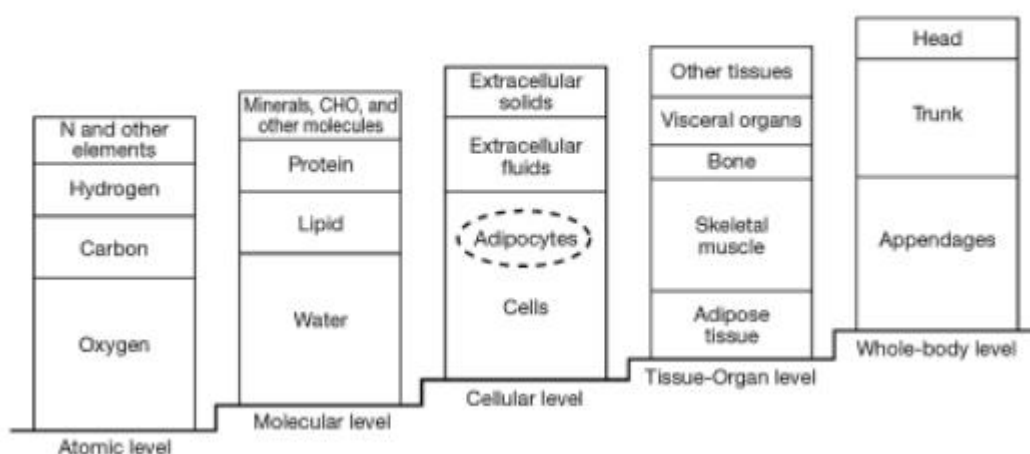 N and other
elements
Hydrogen
Carbon
Oxygen
Atomic level
Minerals, CHO, and
other molecules
Protein
Lipid
Water
Molecular level
Extracellular
solids
Extracellular
fluids
Adipocytes
Cells
Cellular level
Other tissues
Visceral organs
Bone
Skeletal
muscle
Adipose
tissue
Tissue-Organ level
Head
Trunk
Appendages
Whole-body level